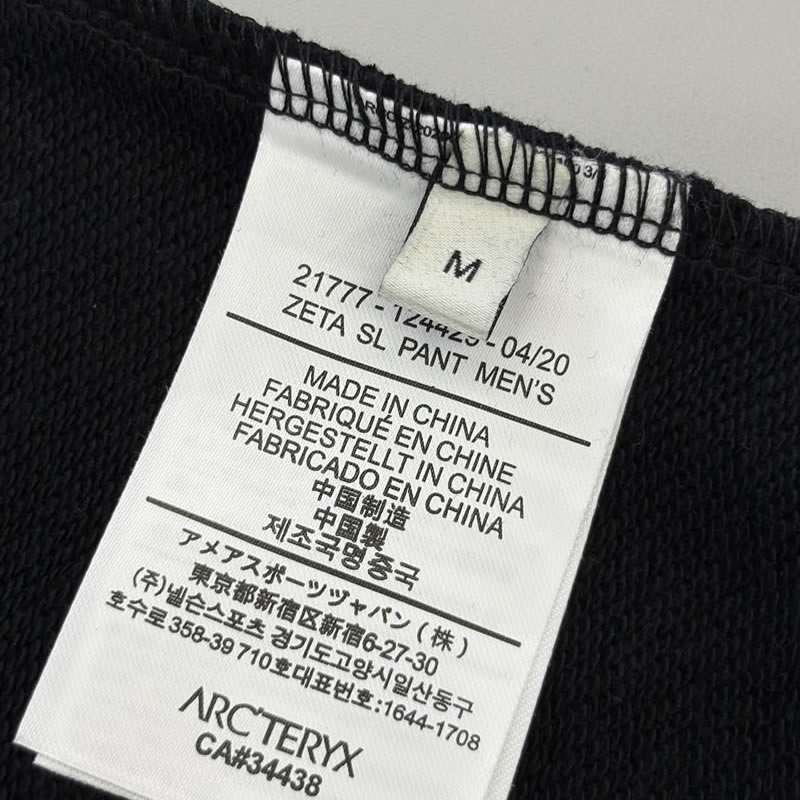 M
21777 - 124425 - 04/20
ZETA SL PANT MEN'S
MADE IN CHINA
FABRIQUÉ EN CHINE
HERGESTELLT IN CHINA
FABRICADO EN CHINA
中国制造
中国製
제조국명 중국
アメアスポーツジャパン (株)
東京都新宿区新宿6-27-30
(주)넬슨스포츠 경기도고양시일산동구
호수로 358-39 710호대표번호:1644-1708
ARC'TERYX
CA#34438